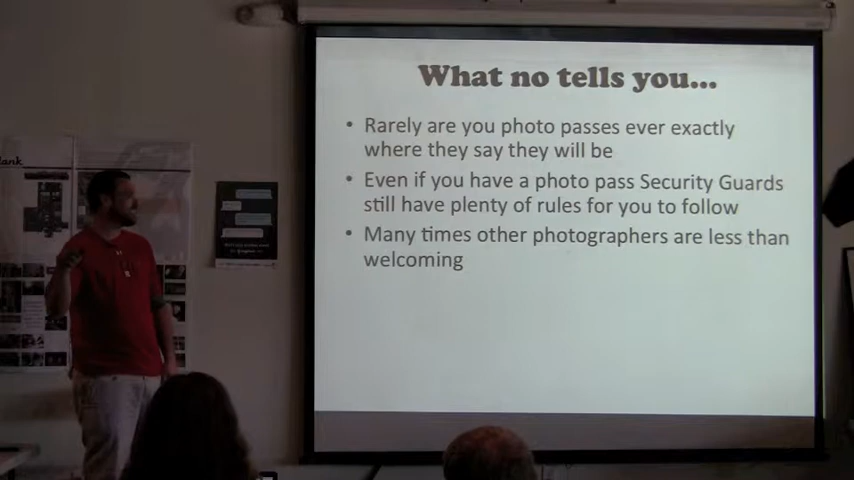 What no tells you...
• Rarely are you photo passes ever exactly
where they say they will be
• Even if you have a photo pass Security Guards
still have plenty of rules for you to follow
• Many times other photographers are less than
welcoming